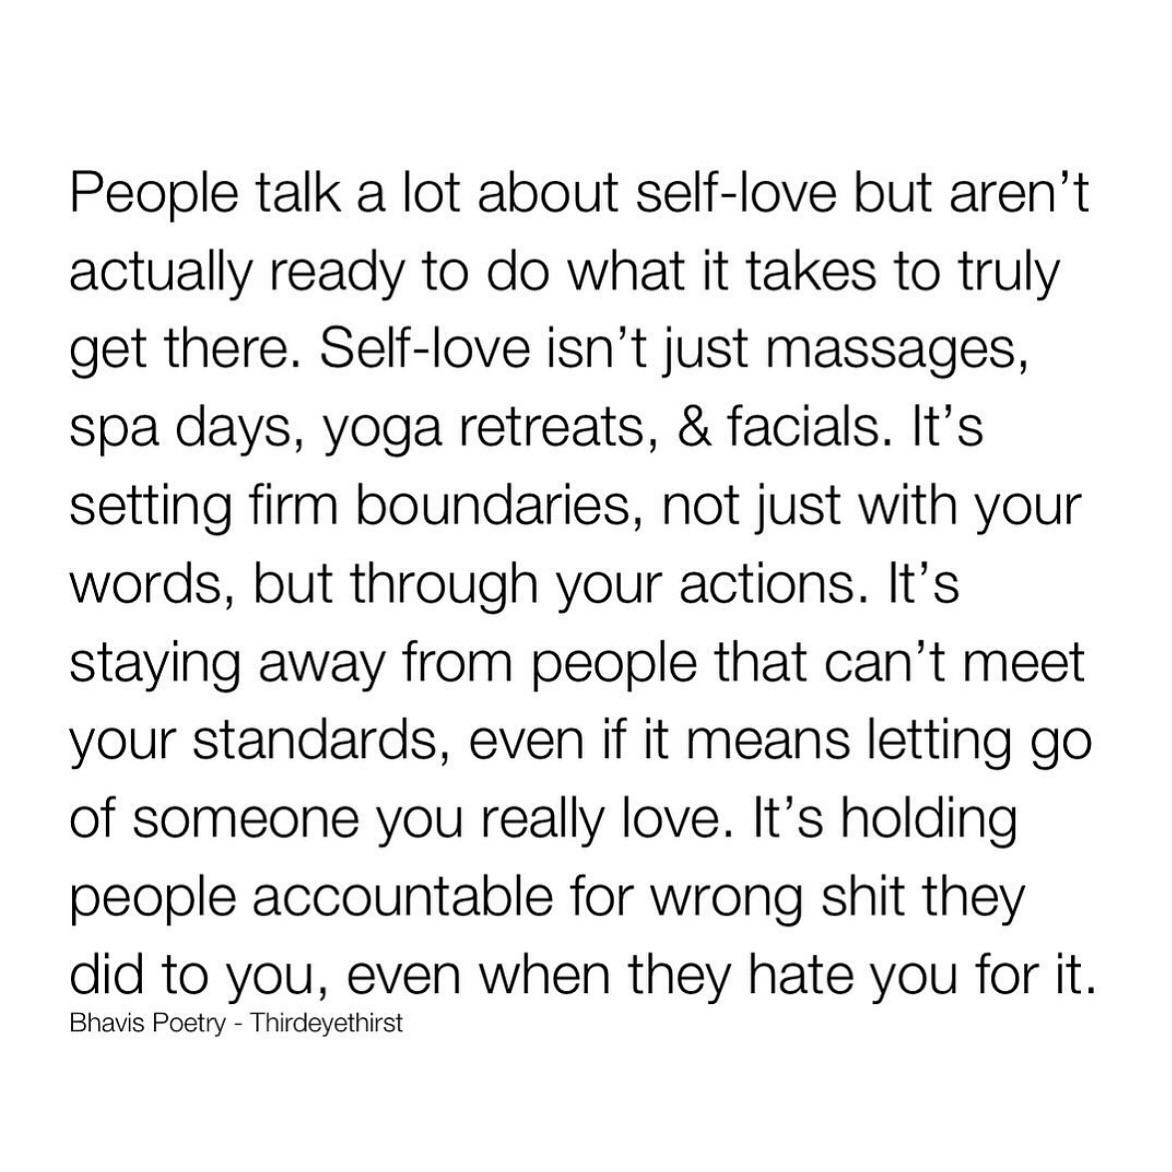 People talk a lot about self-love but aren’t
actually ready to do what it takes to truly
get there. Self-love isn’t just massages,
spa days, yoga retreats, & facials. It’s
setting firm boundaries, not just with your
words, but through your actions. It’s
staying away from people that can’t meet
your standards, even if it means letting go
of someone you really love. It’s holding
people accountable for wrong shit they
did to you, even when they hate you for it.
Bhavis Poetry - Thirdeyethirst